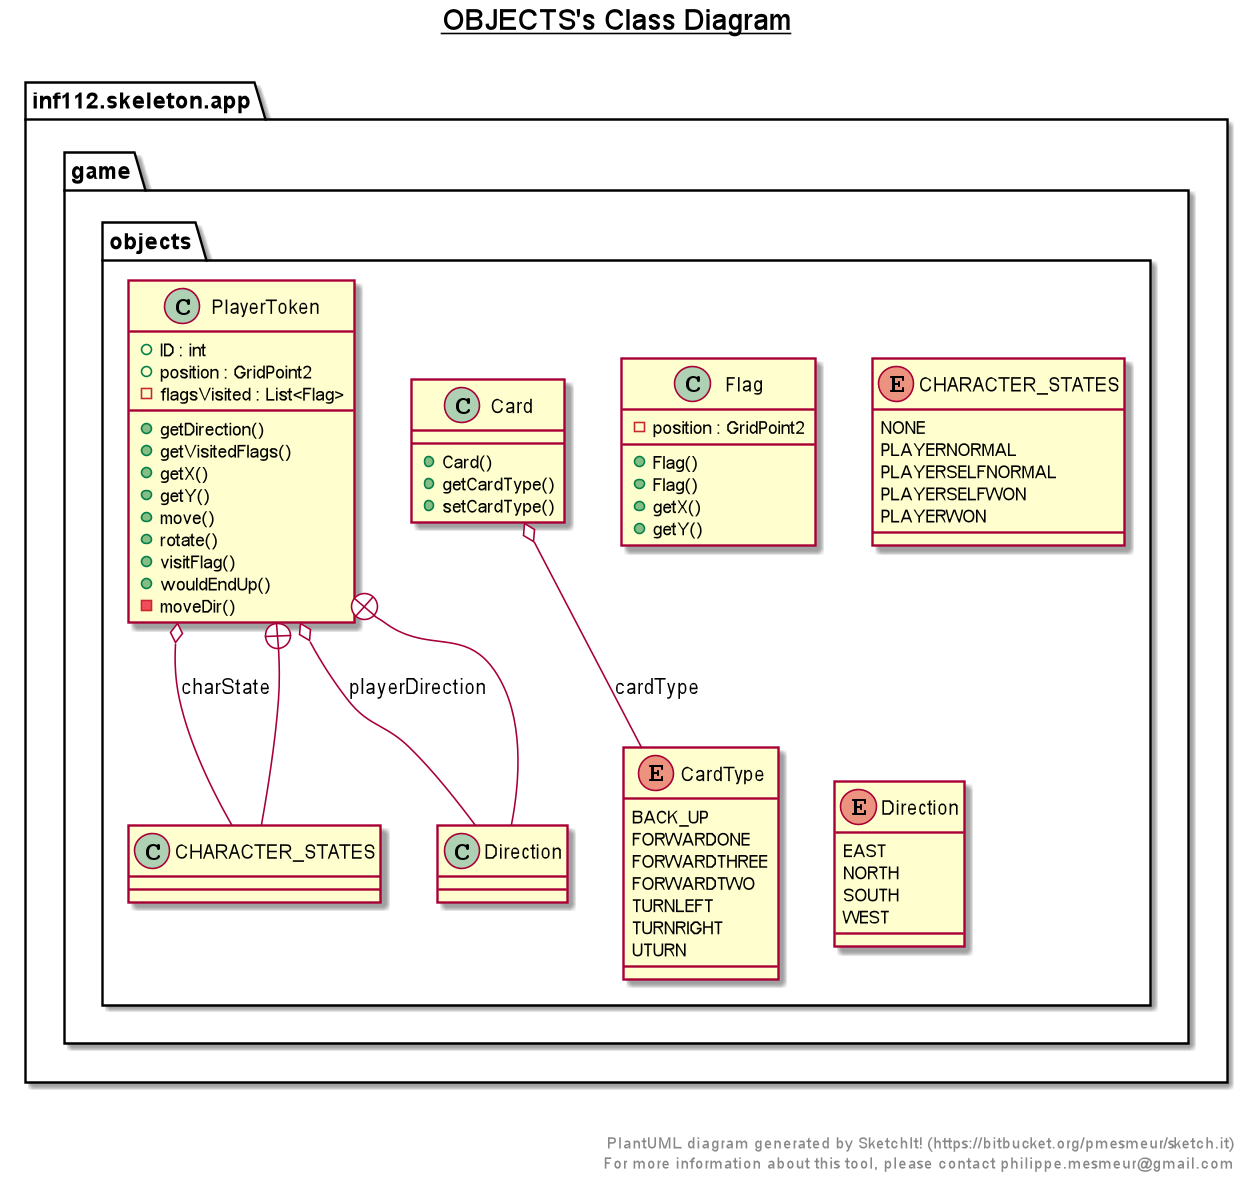 OBJECTS's Class Diagram
inf112.skeleton.app
game
objects
C PlayerToken
ID : int
position : GridPoint2
flagsVisited : List<Flag>
getDirection()
getVisitedFlags()
getX()
getY()
move()
rotate()
visitFlag()
wouldEndUp()
moveDir()
C Card
Card()
getCardType()
setCardType()
C Flag
position : GridPoint2
Flag()
Flag()
getX()
getY()
E CHARACTER_STATES
NONE
PLAYERNORMAL
PLAYERSELFNORMAL
PLAYERSELFWON
PLAYERWON
charState
playerDirection
cardType
C CHARACTER_STATES
C Direction
E CardType
BACK_UP
FORWARDONE
FORWARDTHREE
FORWARDTWO
TURNLEFT
TURNRIGHT
UTURN
E Direction
EAST
NORTH
SOUTH
WEST
PlantUML diagram generated by SketchIt! (https://bitbucket.org/pmesmeur/sketch.it)
For more information about this tool, please contact philippe.mesmeur@gmail.com